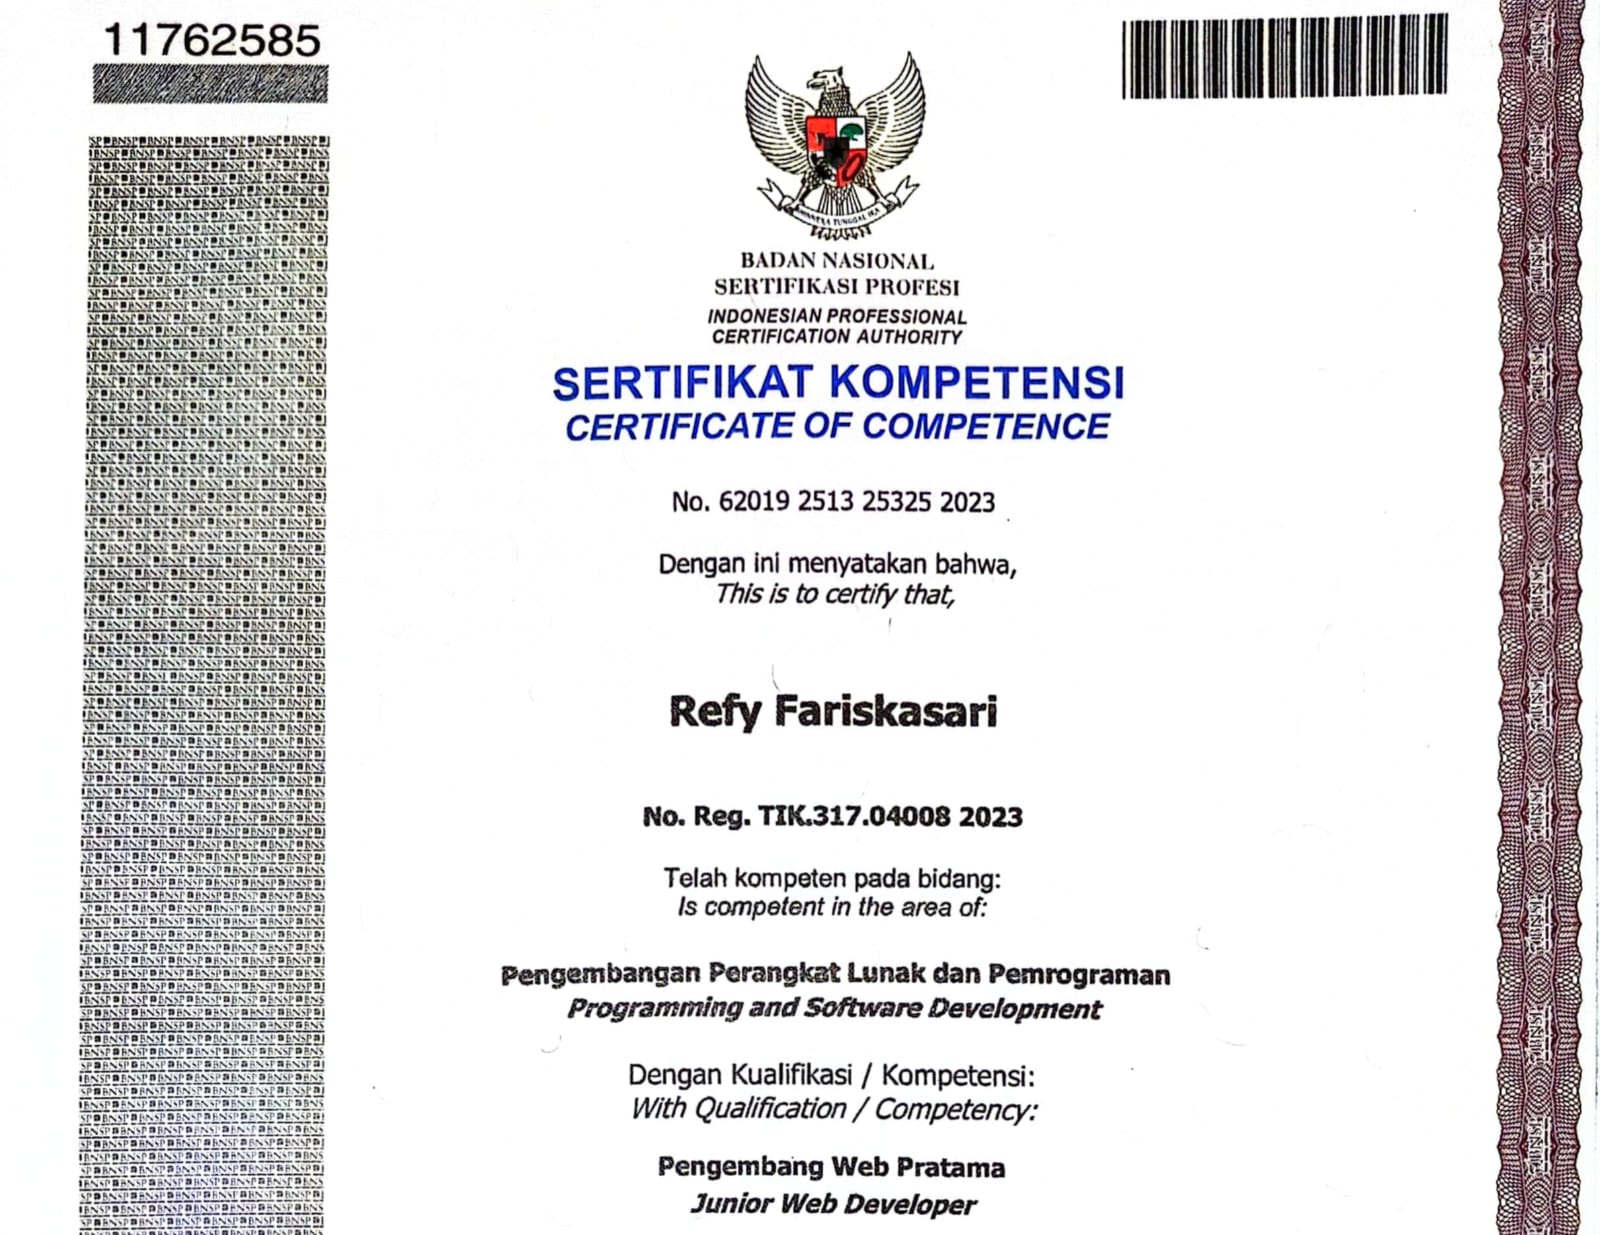 11762585
BHINNEKA TUNGGAL IKA
BADAN NASIONAL
SERTIFIKASI PROFESI
INDONESIAN PROFESSIONAL
CERTIFICATION AUTHORITY
SERTIFIKAT KOMPETENSI
CERTIFICATE OF COMPETENCE
No. 62019 2513 25325 2023
Dengan ini menyatakan bahwa,
This is to certify that,
Refy Fariskasari
No. Reg. TIK.317.04008 2023
Telah kompeten pada bidang:
Is competent in the area of:
Pengembangan Perangkat Lunak dan Pemrograman
Programming and Software Development
Dengan Kualifikasi / Kompetensi:
With Qualification / Competency:
Pengembang Web Pratama
Junior Web Developer